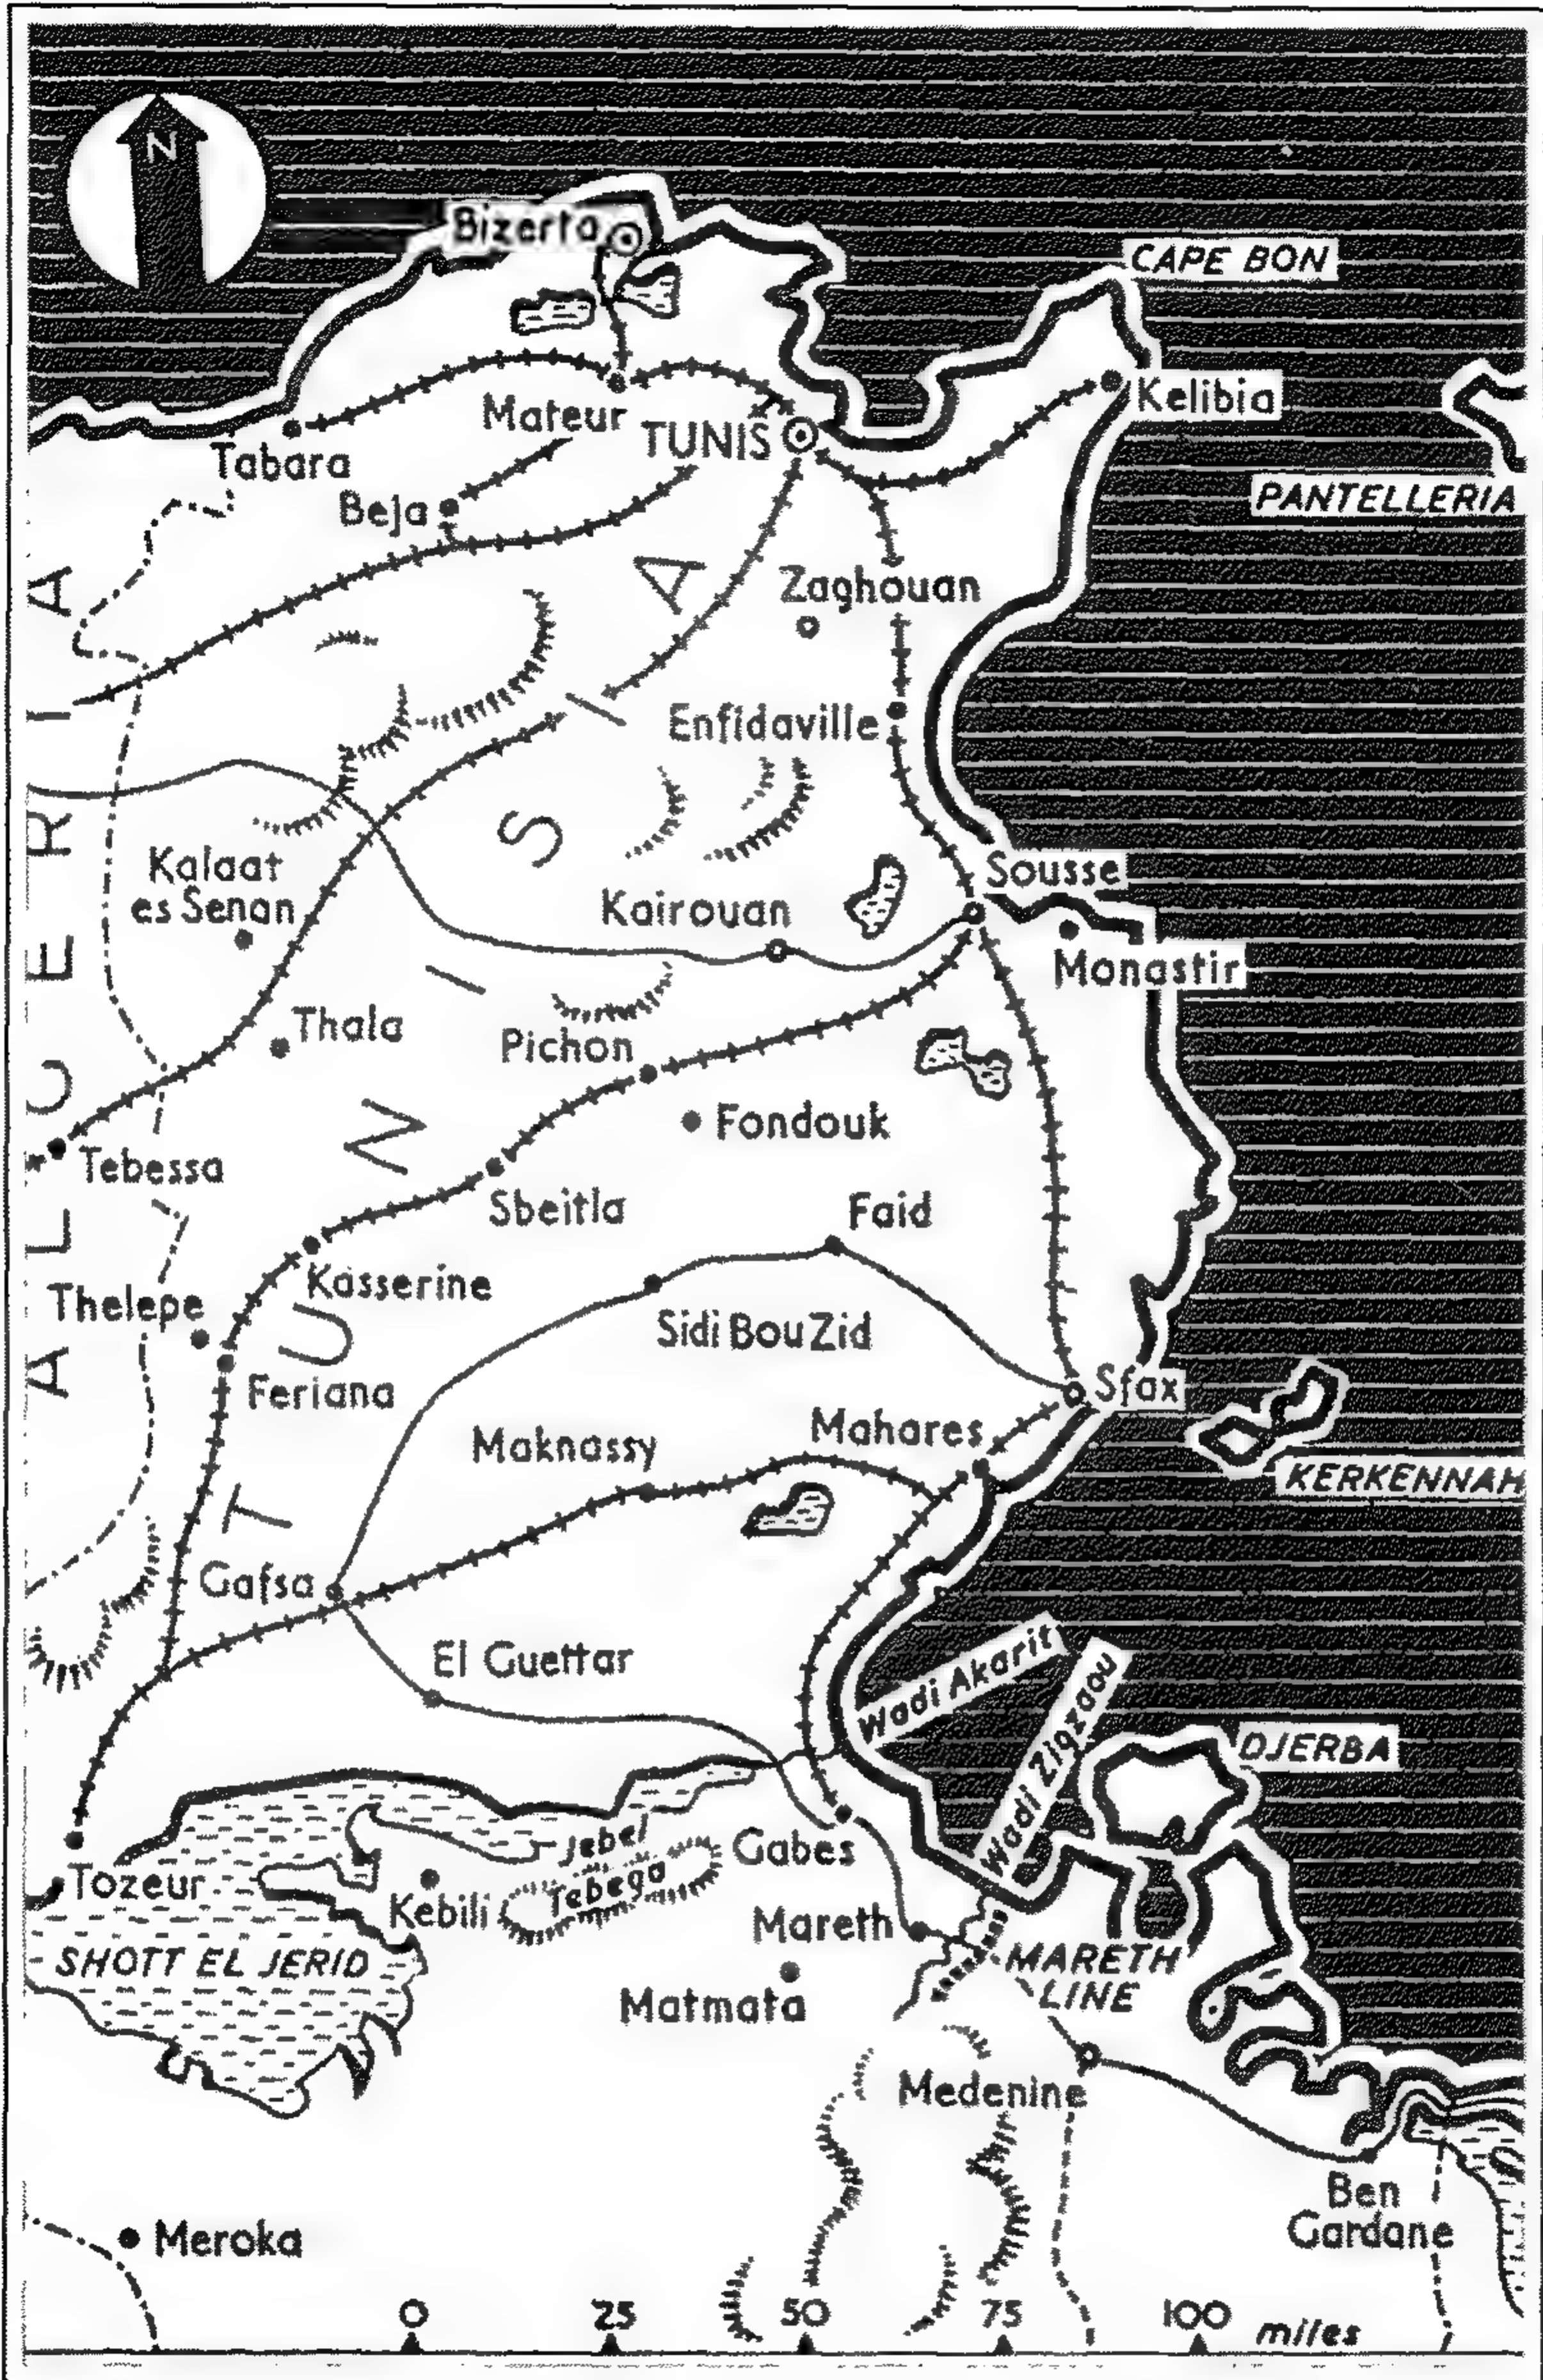 N
Bizerta
CAPE BON
Kelibia
Mateur
TUNIS
Tabara
PANTELLERIA
Beja
Zaghouan
Enfidaville
Sousse
Kalaat
es Senan
Kairouan
Monastir
Thala
Pichon
Fondouk
Tebessa
Sbeitla
Faid
Kasserine
Thelepe
Sidi Bou Zid
Sfax
Feriana
Mahares
Maknassy
KERKENNAH
Gafsa
El Guettar
Wadi Akarit
Wadi Zigzaou
DJERBA
Jebel
Tebega
Gabes
Tozeur
Kebili
Mareth
SHOTT EL JERID
MARETH
LINE
Matmata
Medenine
Ben
Gardane
Meroka
ALGERIA
TUNISIA
0 25 50 75 100 miles